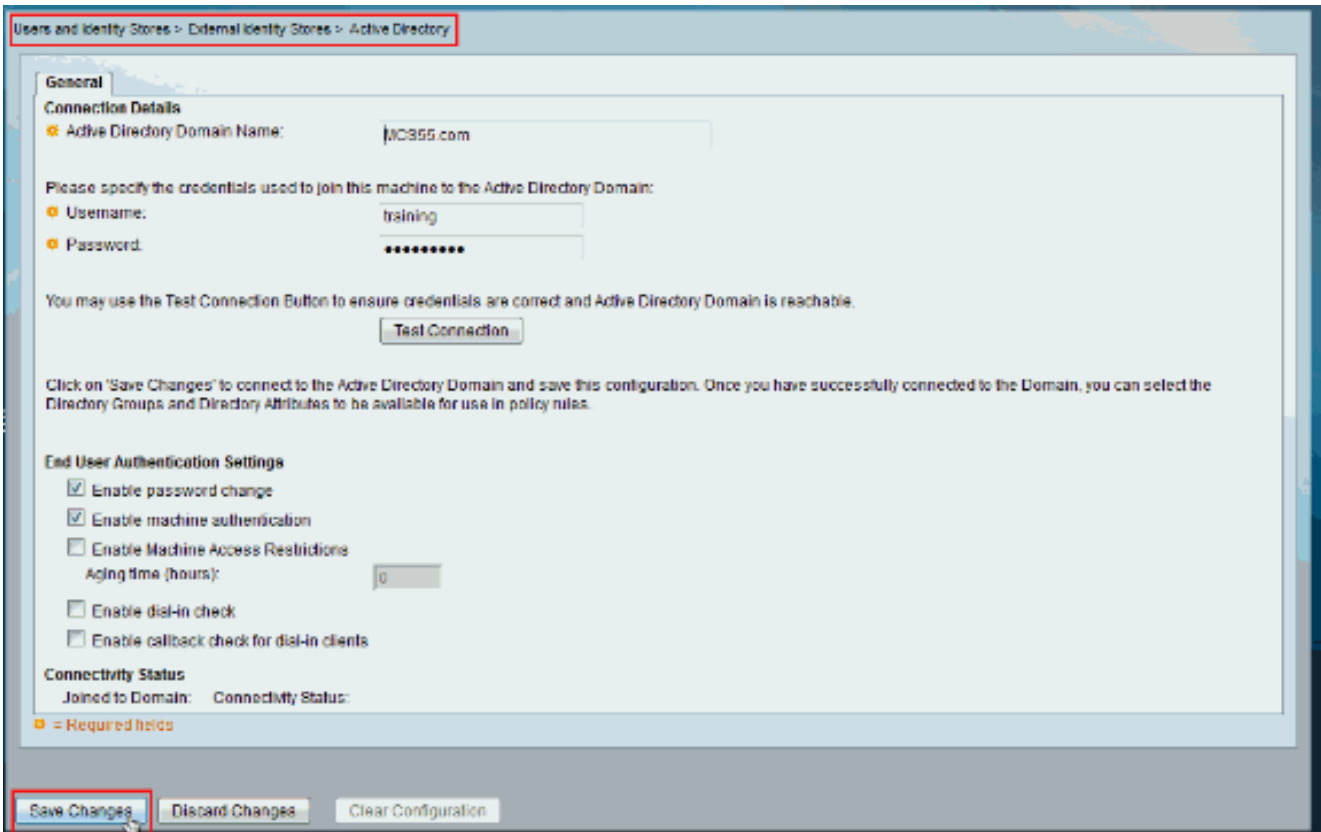 Users and Identity Stores > External Identity Stores > Active Directory
General
Connection Details
Active Directory Domain Name:
MCS55.com
Please specify the credentials used to join this machine to the Active Directory Domain:
Username:
training
Password:
•••••••••
You may use the Test Connection Button to ensure credentials are correct and Active Directory Domain is reachable.
Test Connection
Click on 'Save Changes' to connect to the Active Directory Domain and save this configuration. Once you have successfully connected to the Domain, you can select the
Directory Groups and Directory Attributes to be available for use in policy rules.
End User Authentication Settings
Enable password change
Enable machine authentication
Enable Machine Access Restrictions
Aging time (hours):
0
Enable dial-in check
Enable callback check for dial-in clients
Connectivity Status
Joined to Domain: Connectivity Status:
= Required fields
Save Changes Discard Changes Clear Configuration